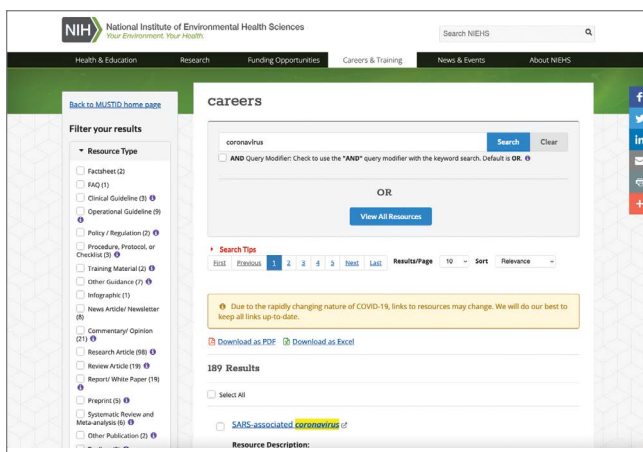 NIH
National Institute of Environmental Health Sciences
Your Environment. Your Health.
Search NIEHS
Health & Education
Research
Funding Opportunities
Careers & Training
News & Events
About NIEHS
Back to MUSTID home page
Filter your results
Resource Type
Factsheet (2)
FAQ (1)
Clinical Guideline (3)
Operational Guideline (9)
Policy / Regulation (2)
Procedure, Protocol, or
Checklist (3)
Training Material (2)
Other Guidance (7)
Infographic (1)
News Article/ Newsletter
(8)
Commentary/ Opinion
(21)
Research Article (98)
Review Article (19)
Report/ White Paper (19)
Preprint (5)
Systematic Review and
Meta-analysis (6)
Other Publication (2)
careers
coronavirus
Search
Clear
AND Query Modifier: Check to use the "AND" query modifier with the keyword search. Default is OR.
OR
View All Resources
Search Tips
First Previous 1 2 3 4 5 Next Last Results/Page 10 Sort Relevance
Due to the rapidly changing nature of COVID-19, links to resources may change. We will do our best to
keep all links up-to-date.
Download as PDF Download as Excel
189 Results
Select All
SARS-associated coronavirus
Resource Description: